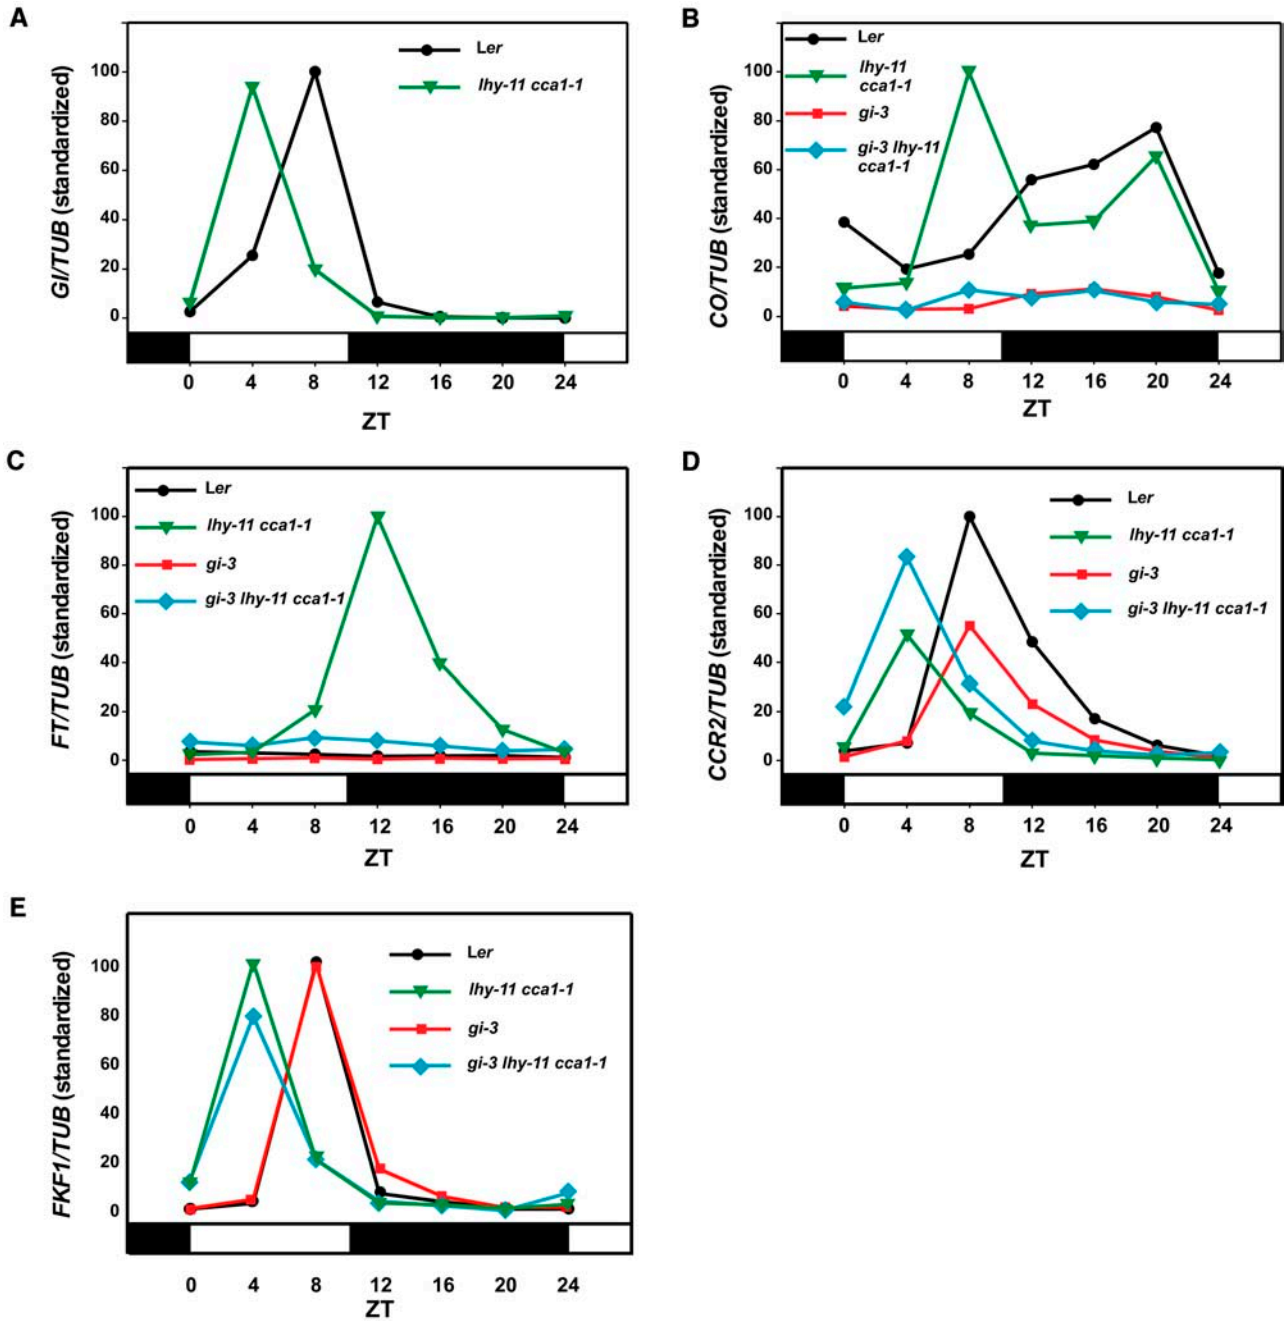 A
GI/TUB (standardized)
100
80
60
40
20
0
Ler
lhy-11 cca1-1
0 4 8 12 16 20 24
ZT
B
CO/TUB (standardized)
100
80
60
40
20
0
Ler
lhy-11
cca1-1
gi-3
gi-3 lhy-11
cca1-1
0 4 8 12 16 20 24
ZT
C
FT/TUB (standardized)
100
80
60
40
20
0
Ler
lhy-11 cca1-1
gi-3
gi-3 lhy-11 cca1-1
0 4 8 12 16 20 24
ZT
D
CCR2/TUB (standardized)
100
80
60
40
20
0
Ler
lhy-11 cca1-1
gi-3
gi-3 lhy-11 cca1-1
0 4 8 12 16 20 24
ZT
E
FKF1/TUB (standardized)
100
80
60
40
20
0
Ler
lhy-11 cca1-1
gi-3
gi-3 lhy-11 cca1-1
0 4 8 12 16 20 24
ZT